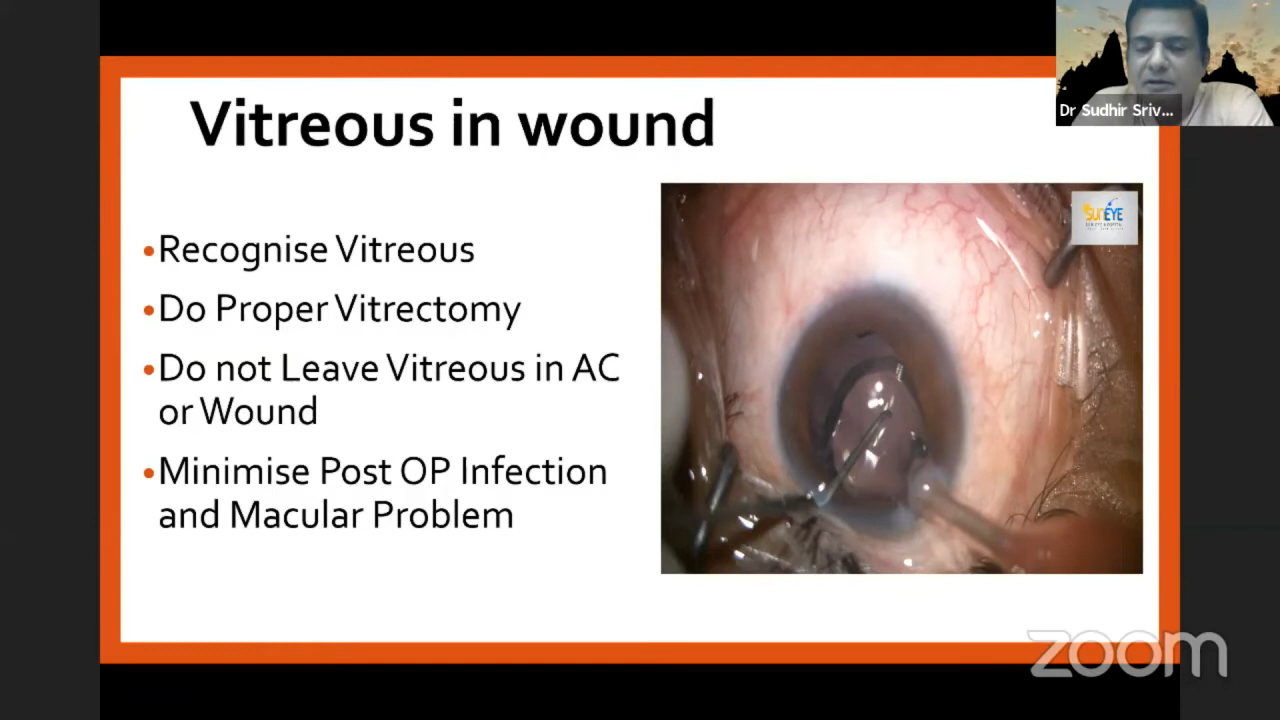 Vitreous in wound
•Recognise Vitreous
•Do Proper Vitrectomy
•Do not Leave Vitreous in AC
or Wound
•Minimise Post OP Infection
and Macular Problem
SunEYE
Dr Sudhir Sriv...
zoom